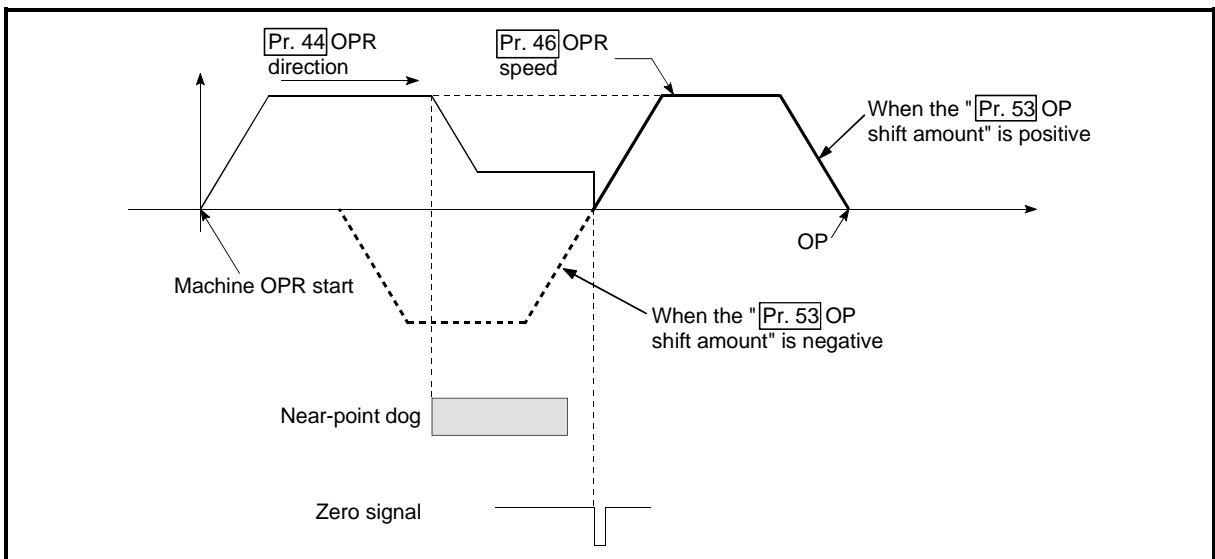 Pr. 44 OPR
direction
Pr. 46 OPR
speed
When the " Pr. 53 OP
shift amount" is positive
OP
Machine OPR start
When the " Pr. 53 OP
shift amount" is negative
Near-point dog
Zero signal